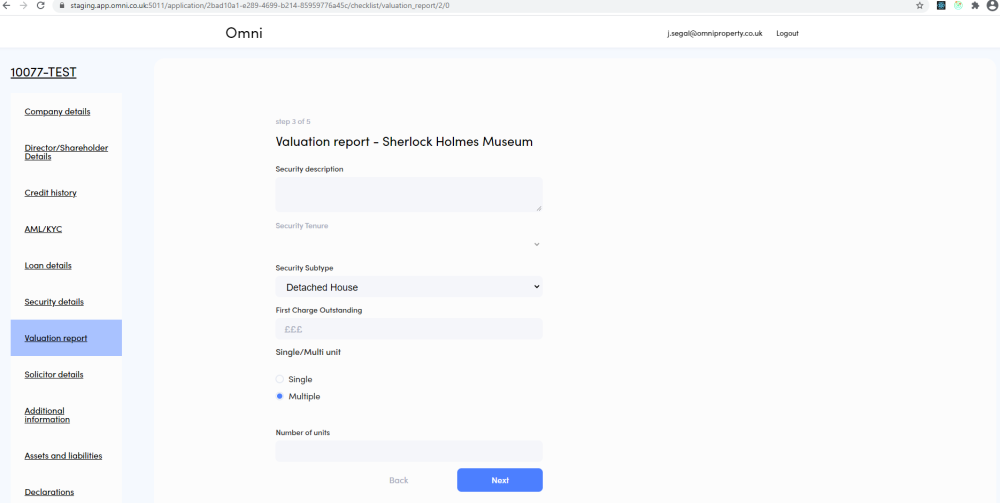 staging.app.omni.co.uk:5011/application/2bad10a1-e289-4699-b214-85959776a45c/checklist/valuation_report/2/0
Omni
j.segal@omniproperty.co.uk
Logout
10077-TEST
Company details
Director/Shareholder
Details
Credit history
AML/KYC
Loan details
Security details
Valuation report
Solicitor details
Additional
information
Assets and liabilities
Declarations
step 3 of 5
Valuation report - Sherlock Holmes Museum
Security description
Security Tenure
Security Subtype
Detached House
First Charge Outstanding
£££
Single/Multi unit
Single
Multiple
Number of units
Back
Next